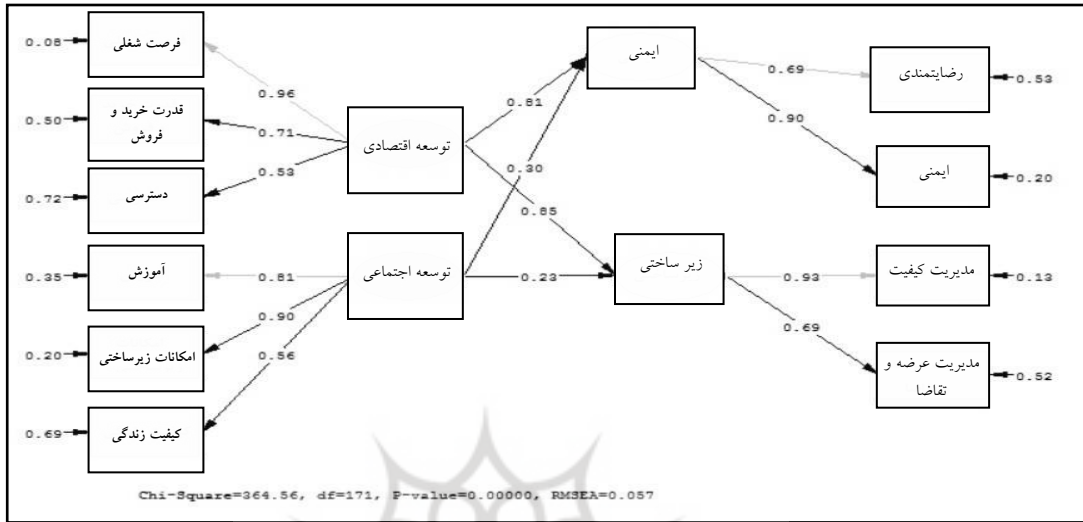 0.08
فرصت شغلی
0.96
0.50
قدرت خرید و
فروش
0.71
0.72
دسترسی
0.53
توسعه اقتصادی
0.35
آموزش
0.81
توسعه اجتماعی
0.20
امکانات زیرساختی
0.90
0.69
کیفیت زندگی
0.56
0.81
0.30
0.85
0.23
ایمنی
زیر ساختی
0.69
رضایتمندی
0.53
0.90
ایمنی
0.20
0.93
مدیریت کیفیت
0.13
0.69
مدیریت عرضه و
تقاضا
0.52
Chi-Square=364.56, df=171, P-value=0.00000, RMSEA=0.057